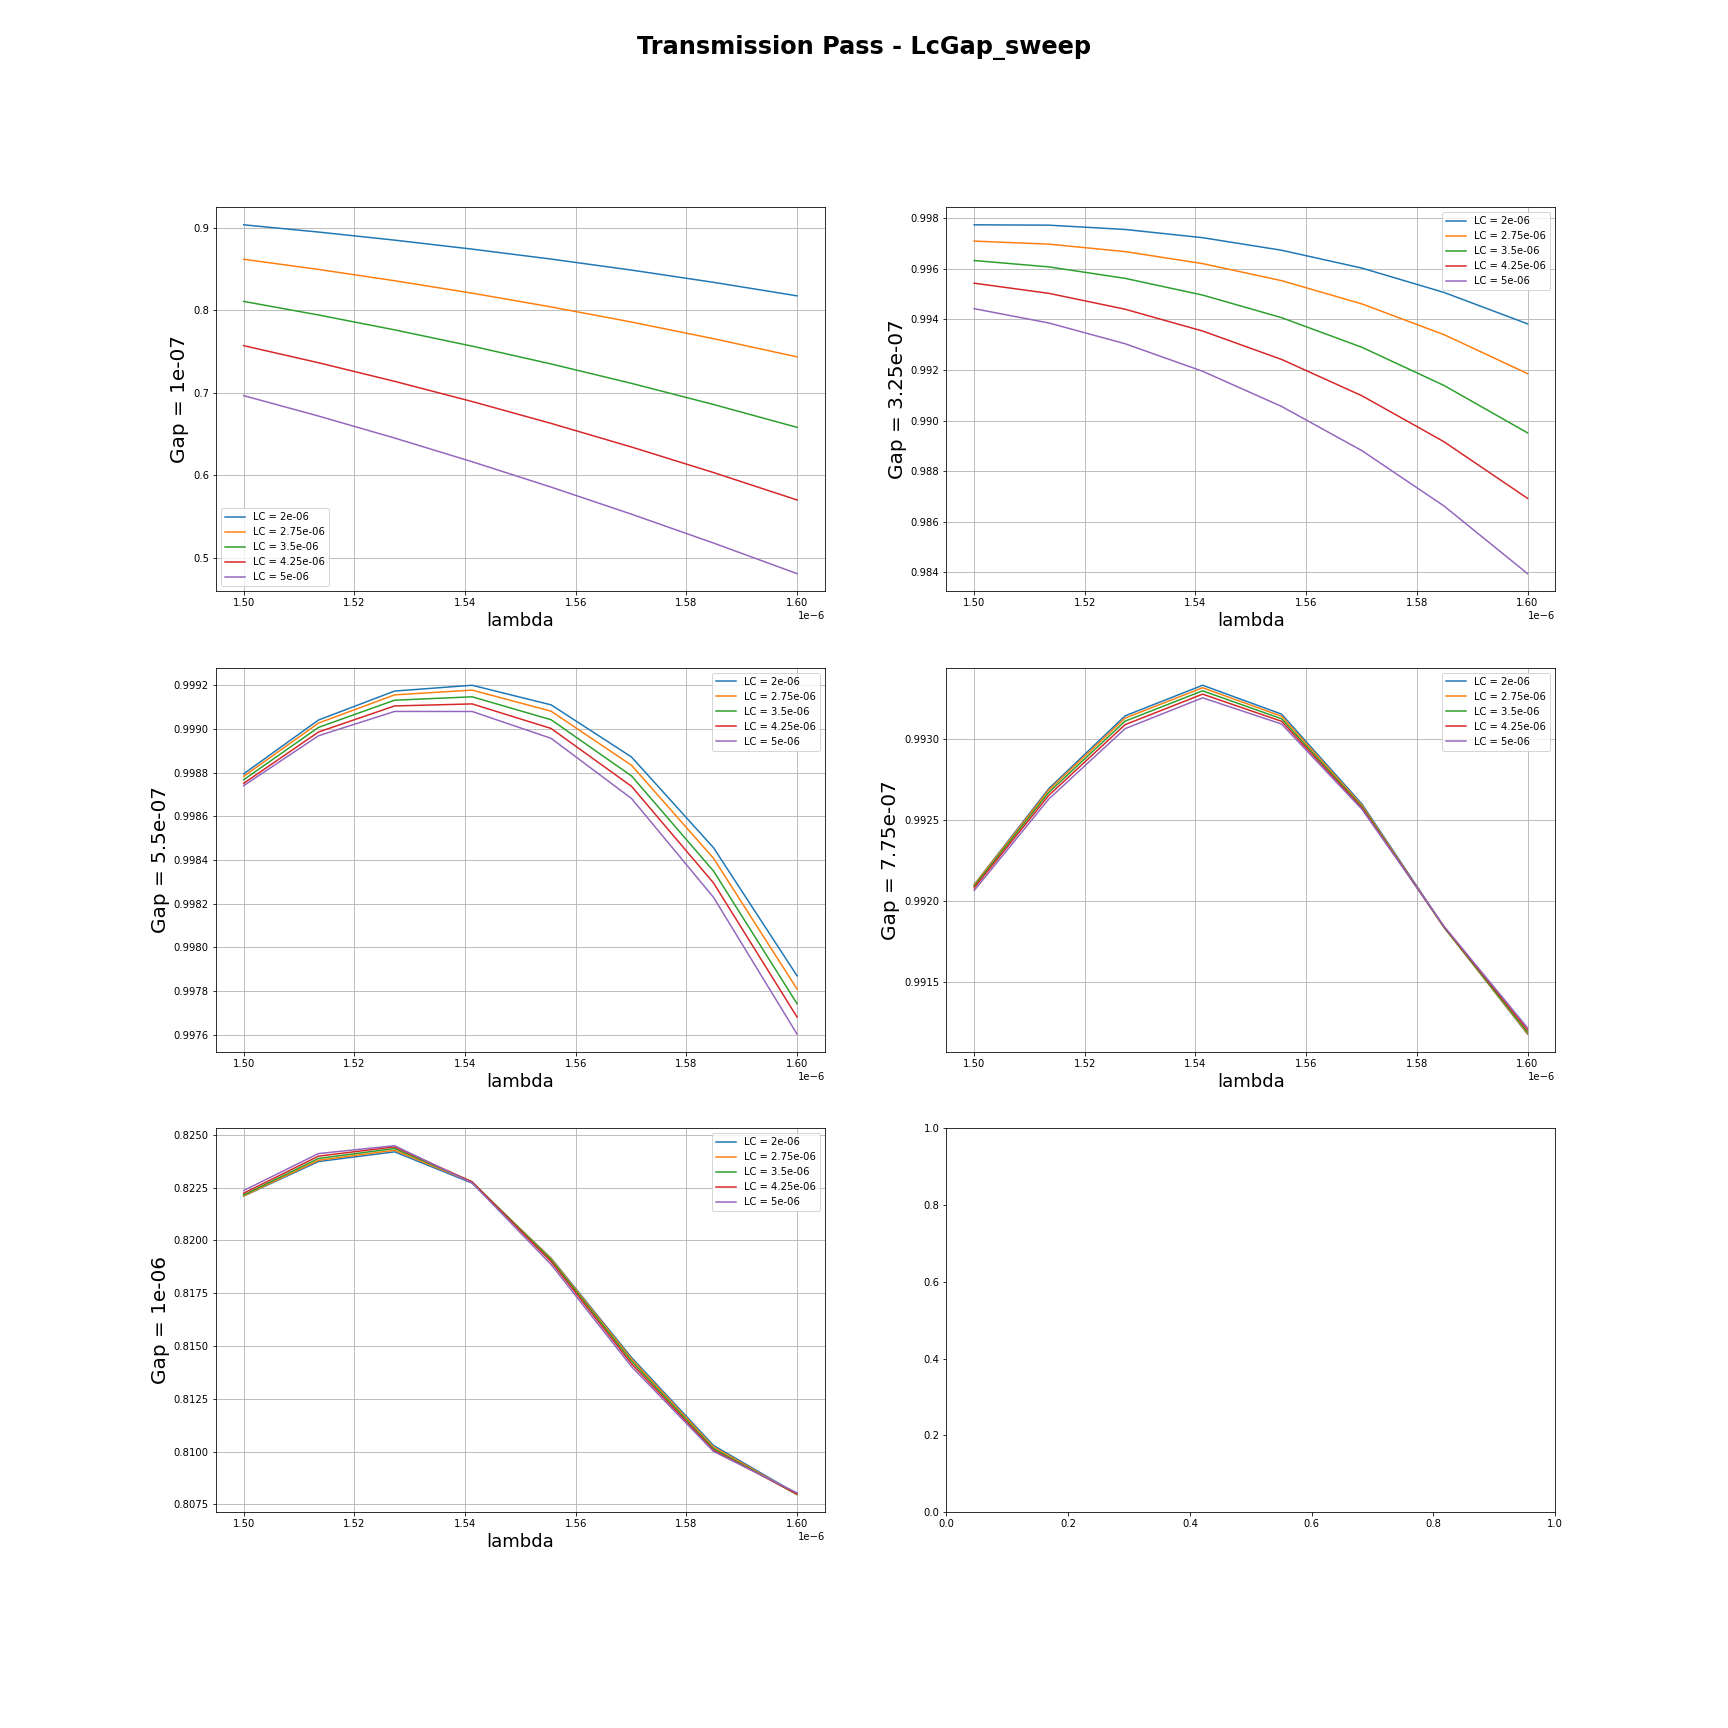 Transmission Pass - LcGap_sweep
Gap = 1e-07
0.9
0.8
0.7
0.6
0.5
LC = 2e-06
LC = 2.75e-06
LC = 3.5e-06
LC = 4.25e-06
LC = 5e-06
1.50 1.52 1.54 1.56 1.58 1.60
1e−6
lambda
Gap = 3.25e-07
0.998
0.996
0.994
0.992
0.990
0.988
0.986
0.984
LC = 2e-06
LC = 2.75e-06
LC = 3.5e-06
LC = 4.25e-06
LC = 5e-06
1.50 1.52 1.54 1.56 1.58 1.60
1e−6
lambda
Gap = 5.5e-07
0.9992
0.9990
0.9988
0.9986
0.9984
0.9982
0.9980
0.9978
0.9976
LC = 2e-06
LC = 2.75e-06
LC = 3.5e-06
LC = 4.25e-06
LC = 5e-06
1.50 1.52 1.54 1.56 1.58 1.60
1e−6
lambda
Gap = 7.75e-07
0.9930
0.9925
0.9920
0.9915
LC = 2e-06
LC = 2.75e-06
LC = 3.5e-06
LC = 4.25e-06
LC = 5e-06
1.50 1.52 1.54 1.56 1.58 1.60
1e−6
lambda
Gap = 1e-06
0.8250
0.8225
0.8200
0.8175
0.8150
0.8125
0.8100
0.8075
LC = 2e-06
LC = 2.75e-06
LC = 3.5e-06
LC = 4.25e-06
LC = 5e-06
1.50 1.52 1.54 1.56 1.58 1.60
1e−6
lambda
1.0
0.8
0.6
0.4
0.2
0.0
0.0 0.2 0.4 0.6 0.8 1.0